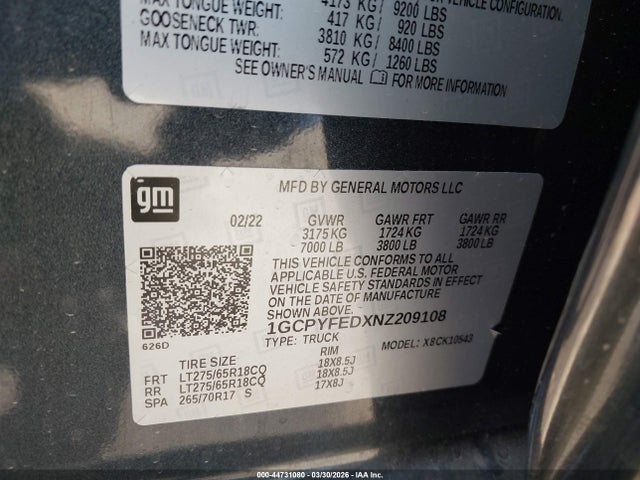 MAX TONGUE WEIGHT: 4173 KG/ 9200 LBS
VEHICLE CONFIGURATION.
GOOSENECK TWR: 417 KG/ 920 LBS
MAX TONGUE WEIGHT: 3810 KG/ 8400 LBS
572 KG/ 1260 LBS
SEE OWNER'S MANUAL FOR MORE INFORMATION
gm
MFD BY GENERAL MOTORS LLC
02/22 GVWR GAWR FRT GAWR RR
3175 KG 1724 KG 1724 KG
7000 LB 3800 LB 3800 LB
THIS VEHICLE CONFORMS TO ALL
APPLICABLE U.S. FEDERAL MOTOR
VEHICLE SAFETY STANDARDS IN EFFECT
ON THE DATE OF MANUFACTURE
SHOWN ABOVE.
1GCPYFEDXNZ209108
626D
TYPE: TRUCK MODEL: X8CK10543
TIRE SIZE RIM
FRT LT275/65R18CQ 18X8.5J
RR LT275/65R18CQ 18X8.5J
SPA 265/70R17 S 17X8J
000-44731080 — 03/30/2026 — IAA Inc.